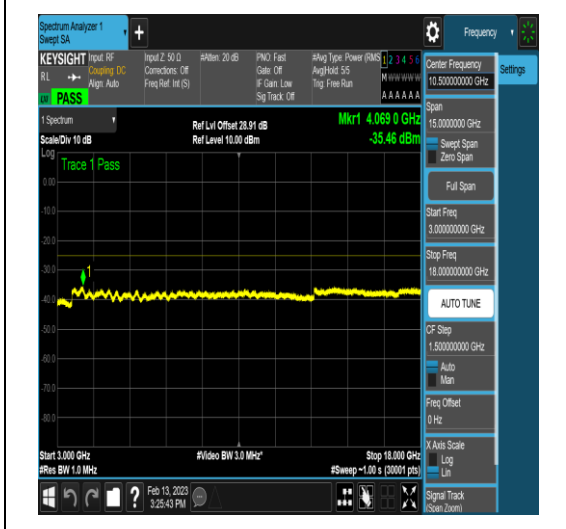 Spectrum Analyzer 1
Swept SA
+
Frequency
KEYSIGHT
Input: RF
Coupling: DC
Align: Auto
Input Z: 50 Ω
Corrections: Off
Freq Ref: Int (S)
#Atten: 20 dB
PNO: Fast
Gate: Off
IF Gain: Low
Sig Track: Off
#Avg Type: Power (RMS)
Avg|Hold: 5/5
Trig: Free Run
1 2 3 4 5 6
M W W W W W
A A A A A A
R L
PASS
1 Spectrum
Scale/Div 10 dB
Ref Lvl Offset 28.91 dB
Ref Level 10.00 dBm
Mkr1 4.069 0 GHz
-35.46 dBm
Log
Trace 1 Pass
0.00
-10.0
-20.0
-30.0
-40.0
-50.0
-60.0
-70.0
-80.0
1
Start 3.000 GHz
#Res BW 1.0 MHz
#Video BW 3.0 MHz*
Stop 18.000 GHz
#Sweep ~1.00 s (30001 pts)
Feb 13, 2023
3:25:43 PM
Center Frequency
10.500000000 GHz
Settings
Span
15.0000000 GHz
Swept Span
Zero Span
Full Span
Start Freq
3.000000000 GHz
Stop Freq
18.000000000 GHz
AUTO TUNE
CF Step
1.500000000 GHz
Auto
Man
Freq Offset
0 Hz
X Axis Scale
Log
Lin
Signal Track
(Span Zoom)